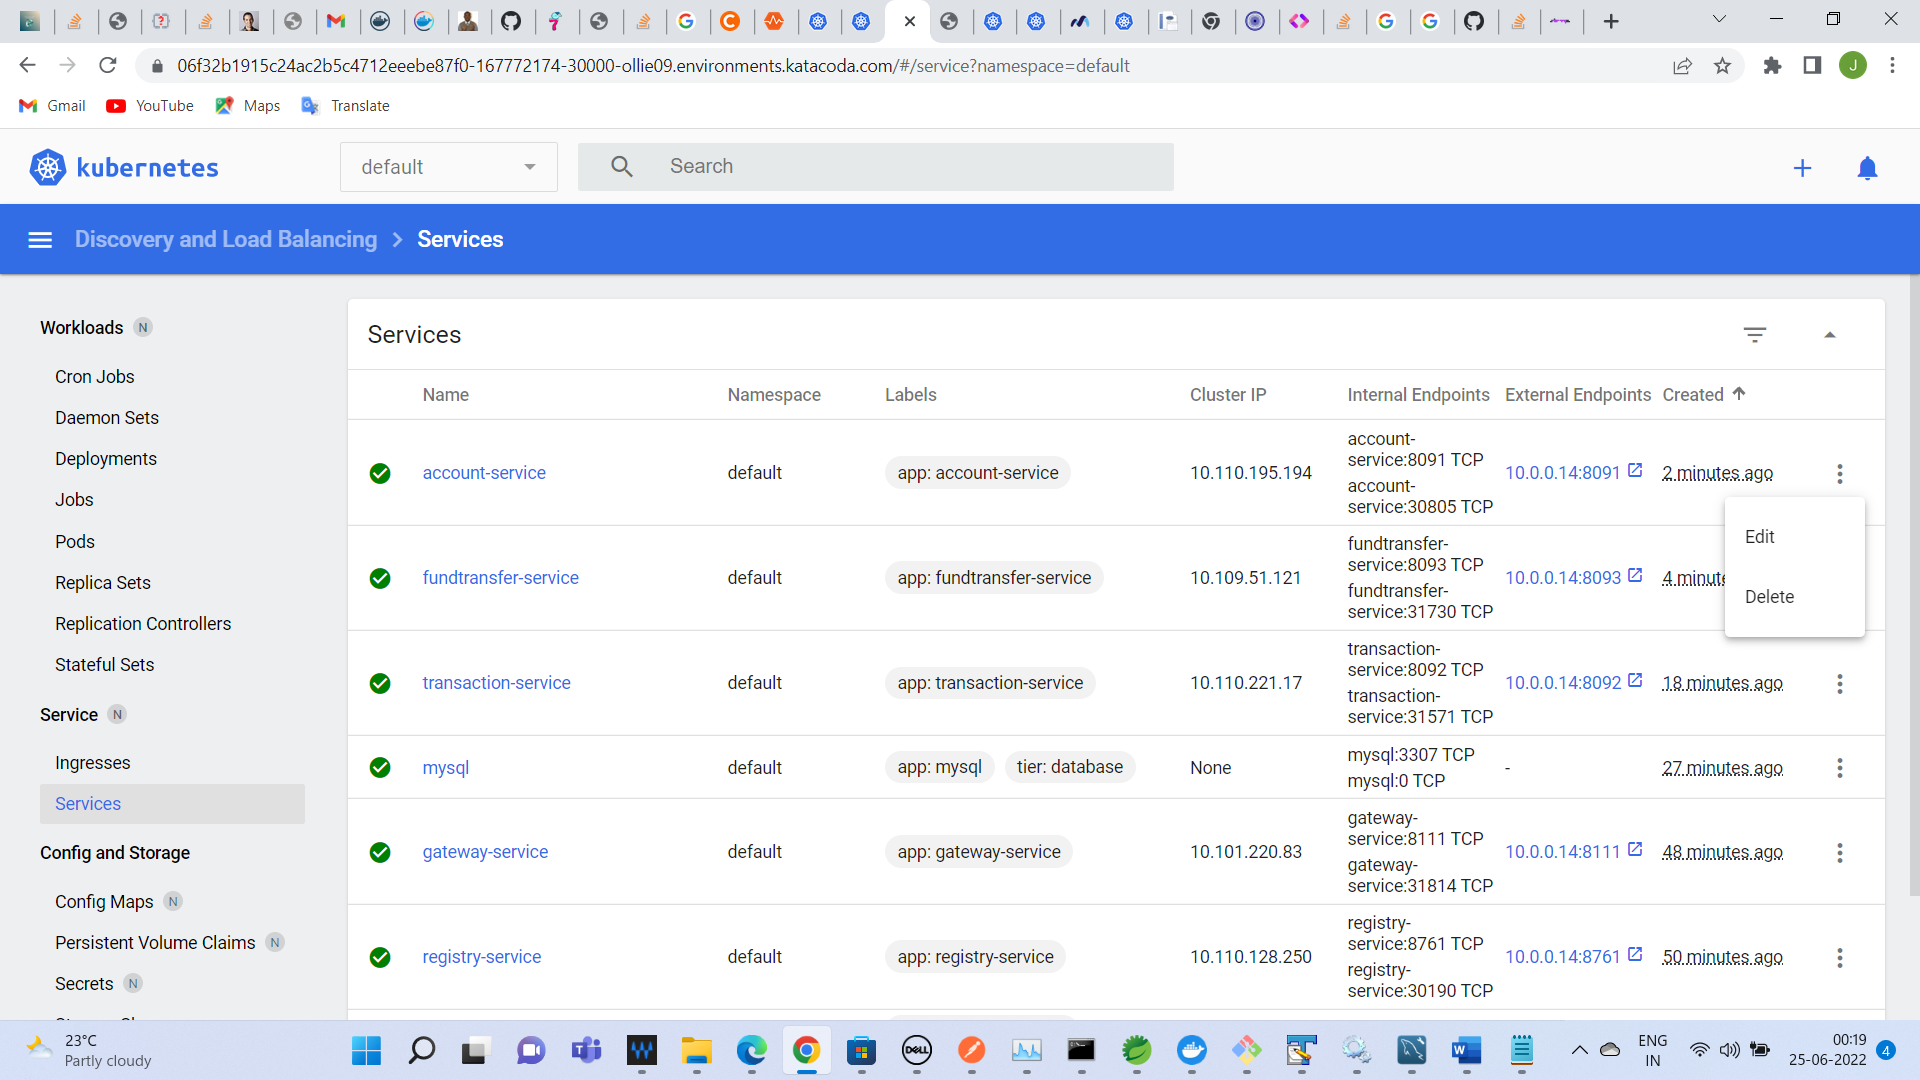 06f32b1915c24ac2b5c4712eeebe87f0-167772174-30000-ollie09.environments.katacoda.com/#/service?namespace=default
J
Gmail
YouTube
Maps
Translate
kubernetes
default
Search
Discovery and Load Balancing
Services
Workloads N
Cron Jobs
Daemon Sets
Deployments
Jobs
Pods
Replica Sets
Replication Controllers
Stateful Sets
Service N
Ingresses
Services
Config and Storage
Config Maps N
Persistent Volume Claims N
Secrets N
Services
Name Namespace Labels Cluster IP Internal Endpoints External Endpoints Created
account-service default app: account-service 10.110.195.194
account-
service:8091 TCP
account-
service:30805 TCP
10.0.0.14:8091 2 minutes ago
Edit
Delete
fundtransfer-service default app: fundtransfer-service 10.109.51.121
fundtransfer-
service:8093 TCP
fundtransfer-
service:31730 TCP
10.0.0.14:8093 4 minute
transaction-service default app: transaction-service 10.110.221.17
transaction-
service:8092 TCP
transaction-
service:31571 TCP
10.0.0.14:8092 18 minutes ago
mysql default app: mysql tier: database None
mysql:3307 TCP
mysql:0 TCP
- 27 minutes ago
gateway-service default app: gateway-service 10.101.220.83
gateway-
service:8111 TCP
gateway-
service:31814 TCP
10.0.0.14:8111 48 minutes ago
registry-service default app: registry-service 10.110.128.250
registry-
service:8761 TCP
registry-
service:30190 TCP
10.0.0.14:8761 50 minutes ago
23°C
Partly cloudy
DELL
ENG
IN
00:19
25-06-2022
4